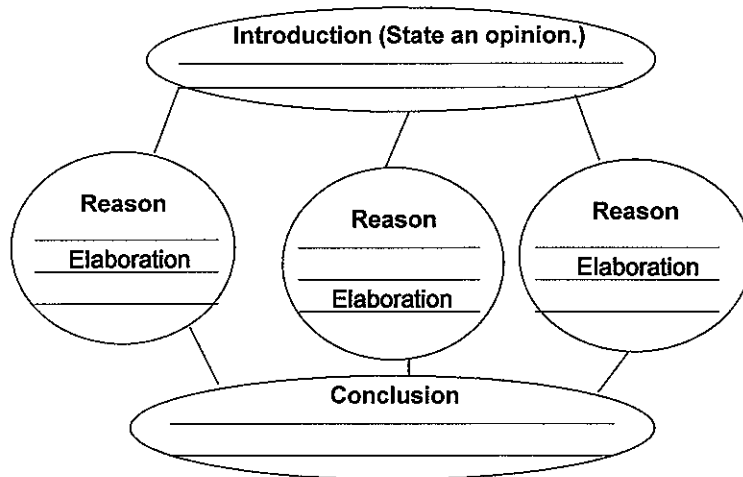 Introduction (State an opinion.)
Reason
Elaboration
Reason
Elaboration
Reason
Elaboration
Conclusion